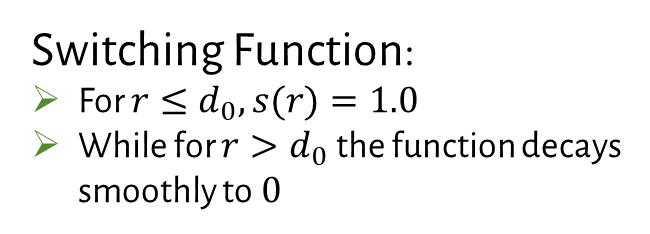 Switching Function:
➢ For r ≤ d₀, s(r) = 1.0
➢ While for r > d₀ the function decays
smoothly to 0